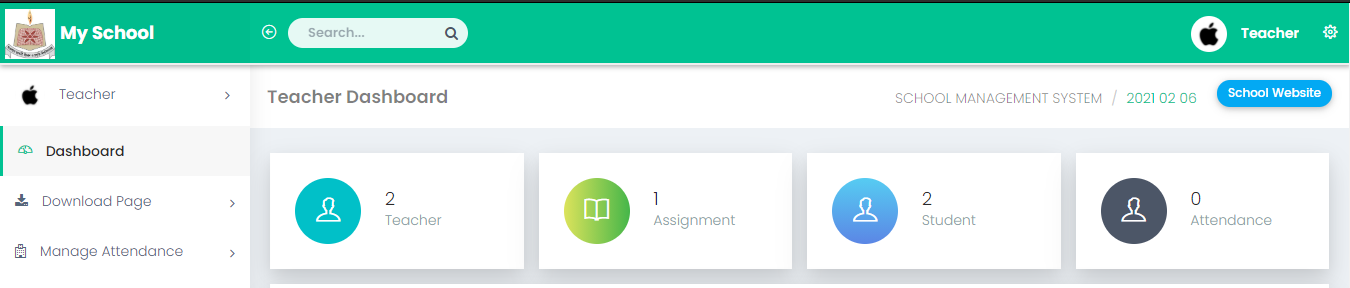 My School
Search...
Teacher
Teacher
Dashboard
Download Page
Manage Attendance
Teacher Dashboard
SCHOOL MANAGEMENT SYSTEM / 2021 02 06
School Website
2
Teacher
1
Assignment
2
Student
0
Attendance